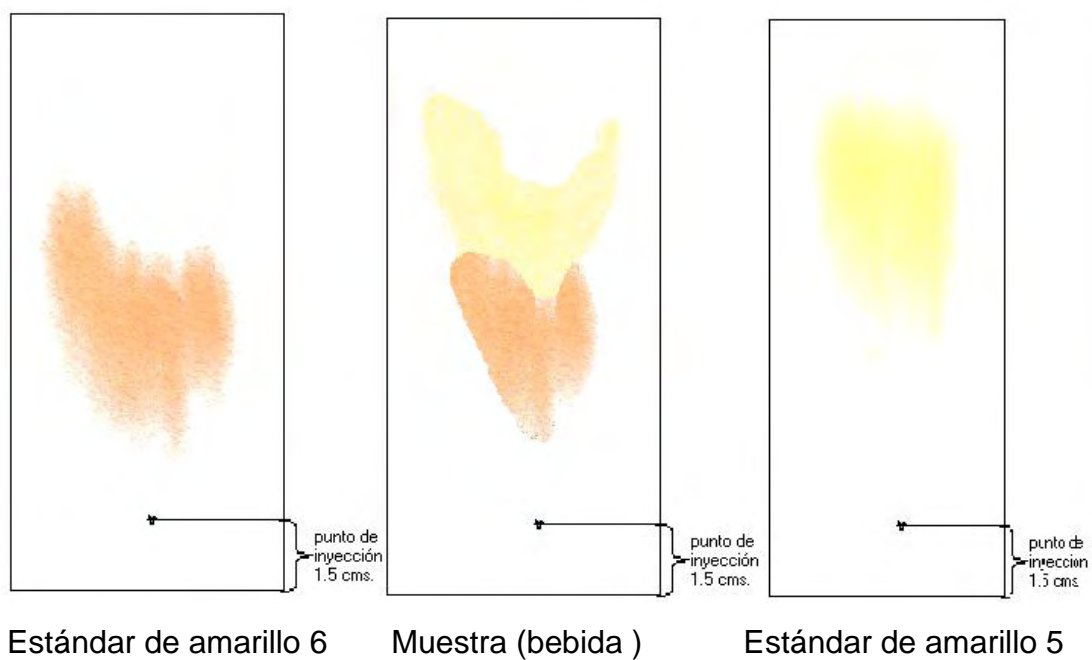 punto de
inyección
1.5 cms.
punto de
inyección
1.5 cms.
punto de
inyeccion
1.5 cms.
Estándar de amarillo 6
Muestra (bebida )
Estándar de amarillo 5